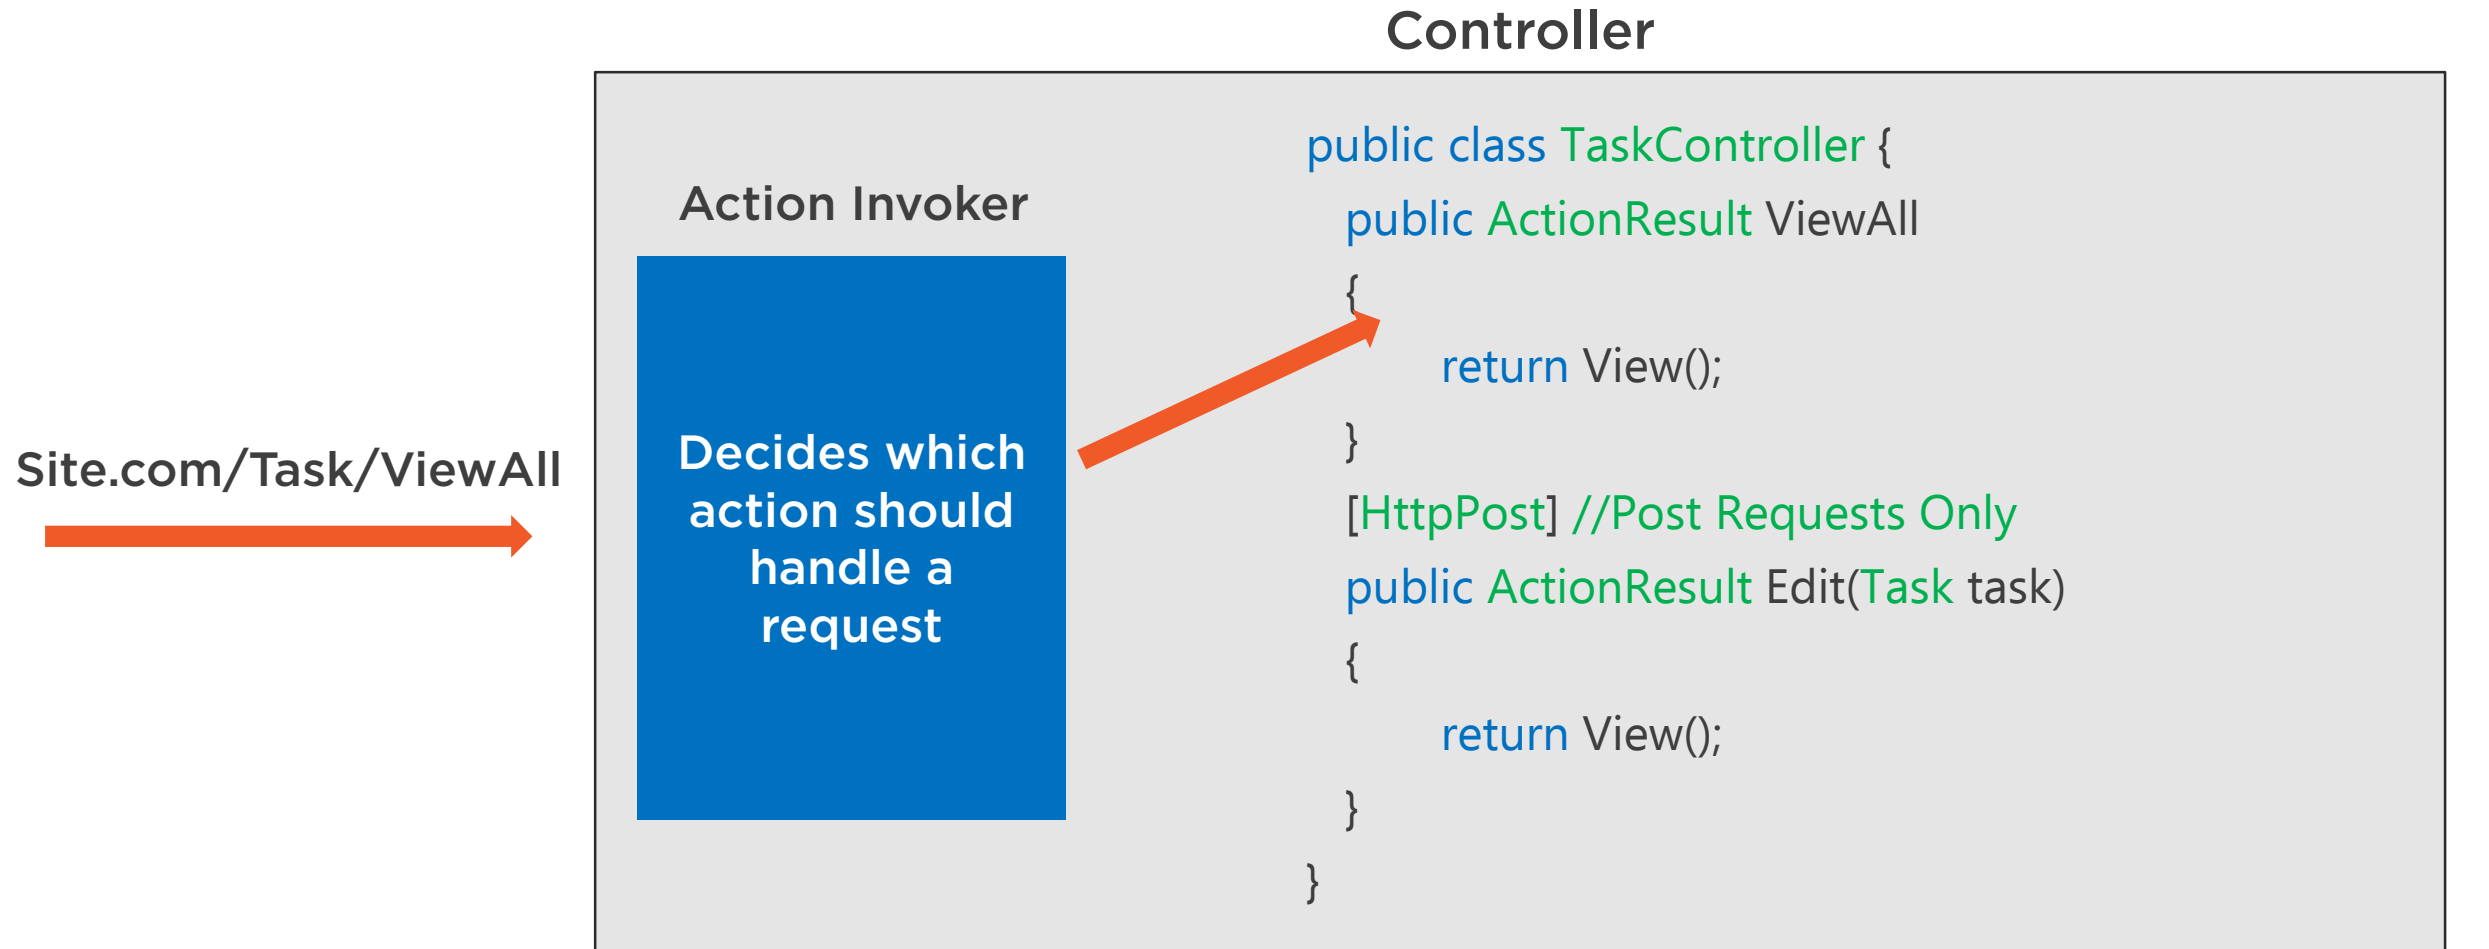 Controller
Site.com/Task/ViewAll
Action Invoker
Decides which
action should
handle a
request
public class TaskController {
public ActionResult ViewAll
{
return View();
}
[HttpPost] //Post Requests Only
public ActionResult Edit(Task task)
{
return View();
}
}